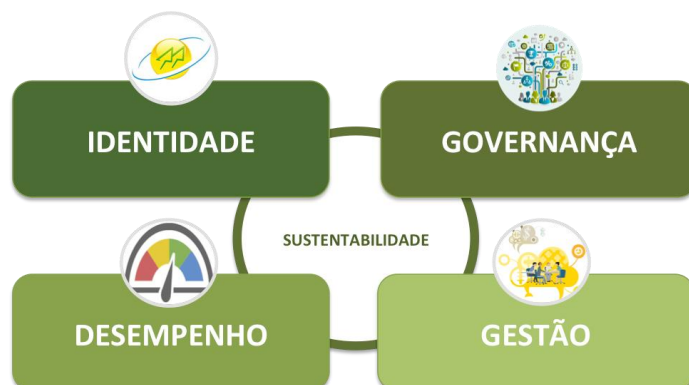 IDENTIDADE
GOVERNANÇA
SUSTENTABILIDADE
DESEMPENHO
GESTÃO